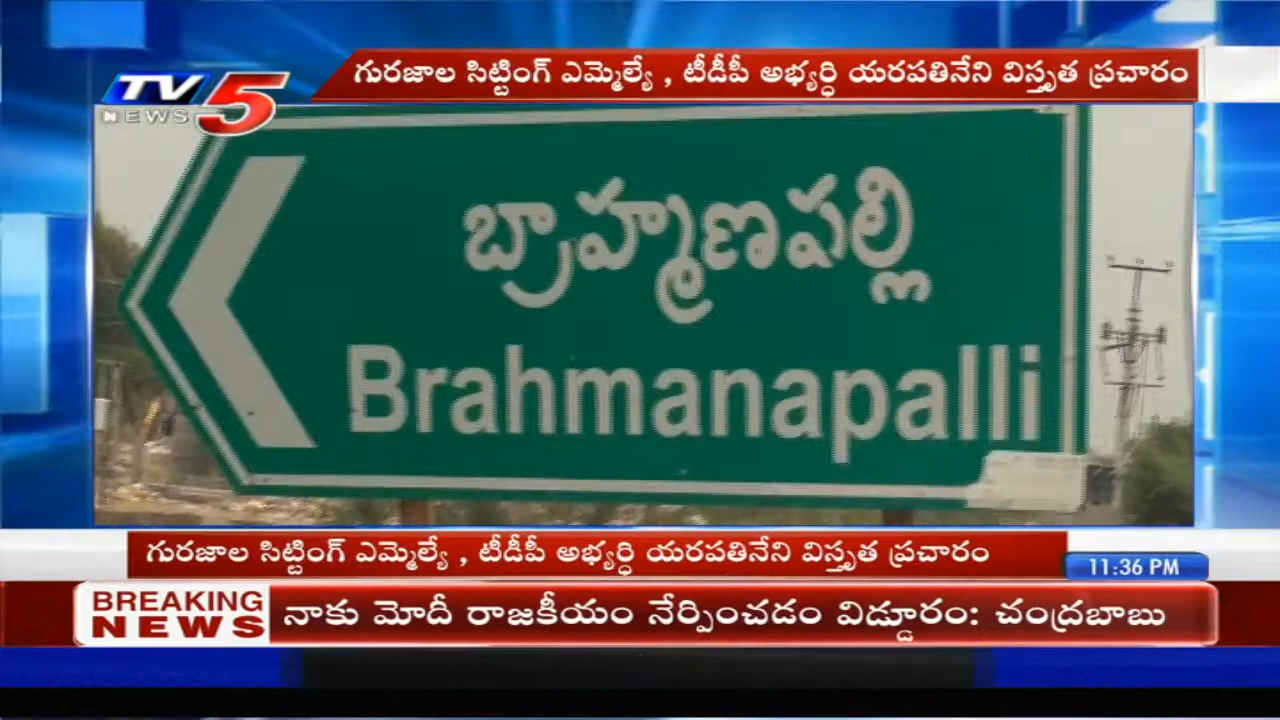 గురజాల సిట్టింగ్ ఎమ్మెల్యే , టీడీపీ అభ్యర్ధి యరపతినేని విస్తృత ప్రచారం
TV5
NEWS
బ్రాహ్మణపల్లి
Brahmanapalli
గురజాల సిట్టింగ్ ఎమ్మెల్యే , టీడీపీ అభ్యర్ధి యరపతినేని విస్తృత ప్రచారం
11:36 PM
BREAKING
NEWS
నాకు మోదీ రాజకీయం నేర్పించడం విడ్డూరం: చంద్రబాబు